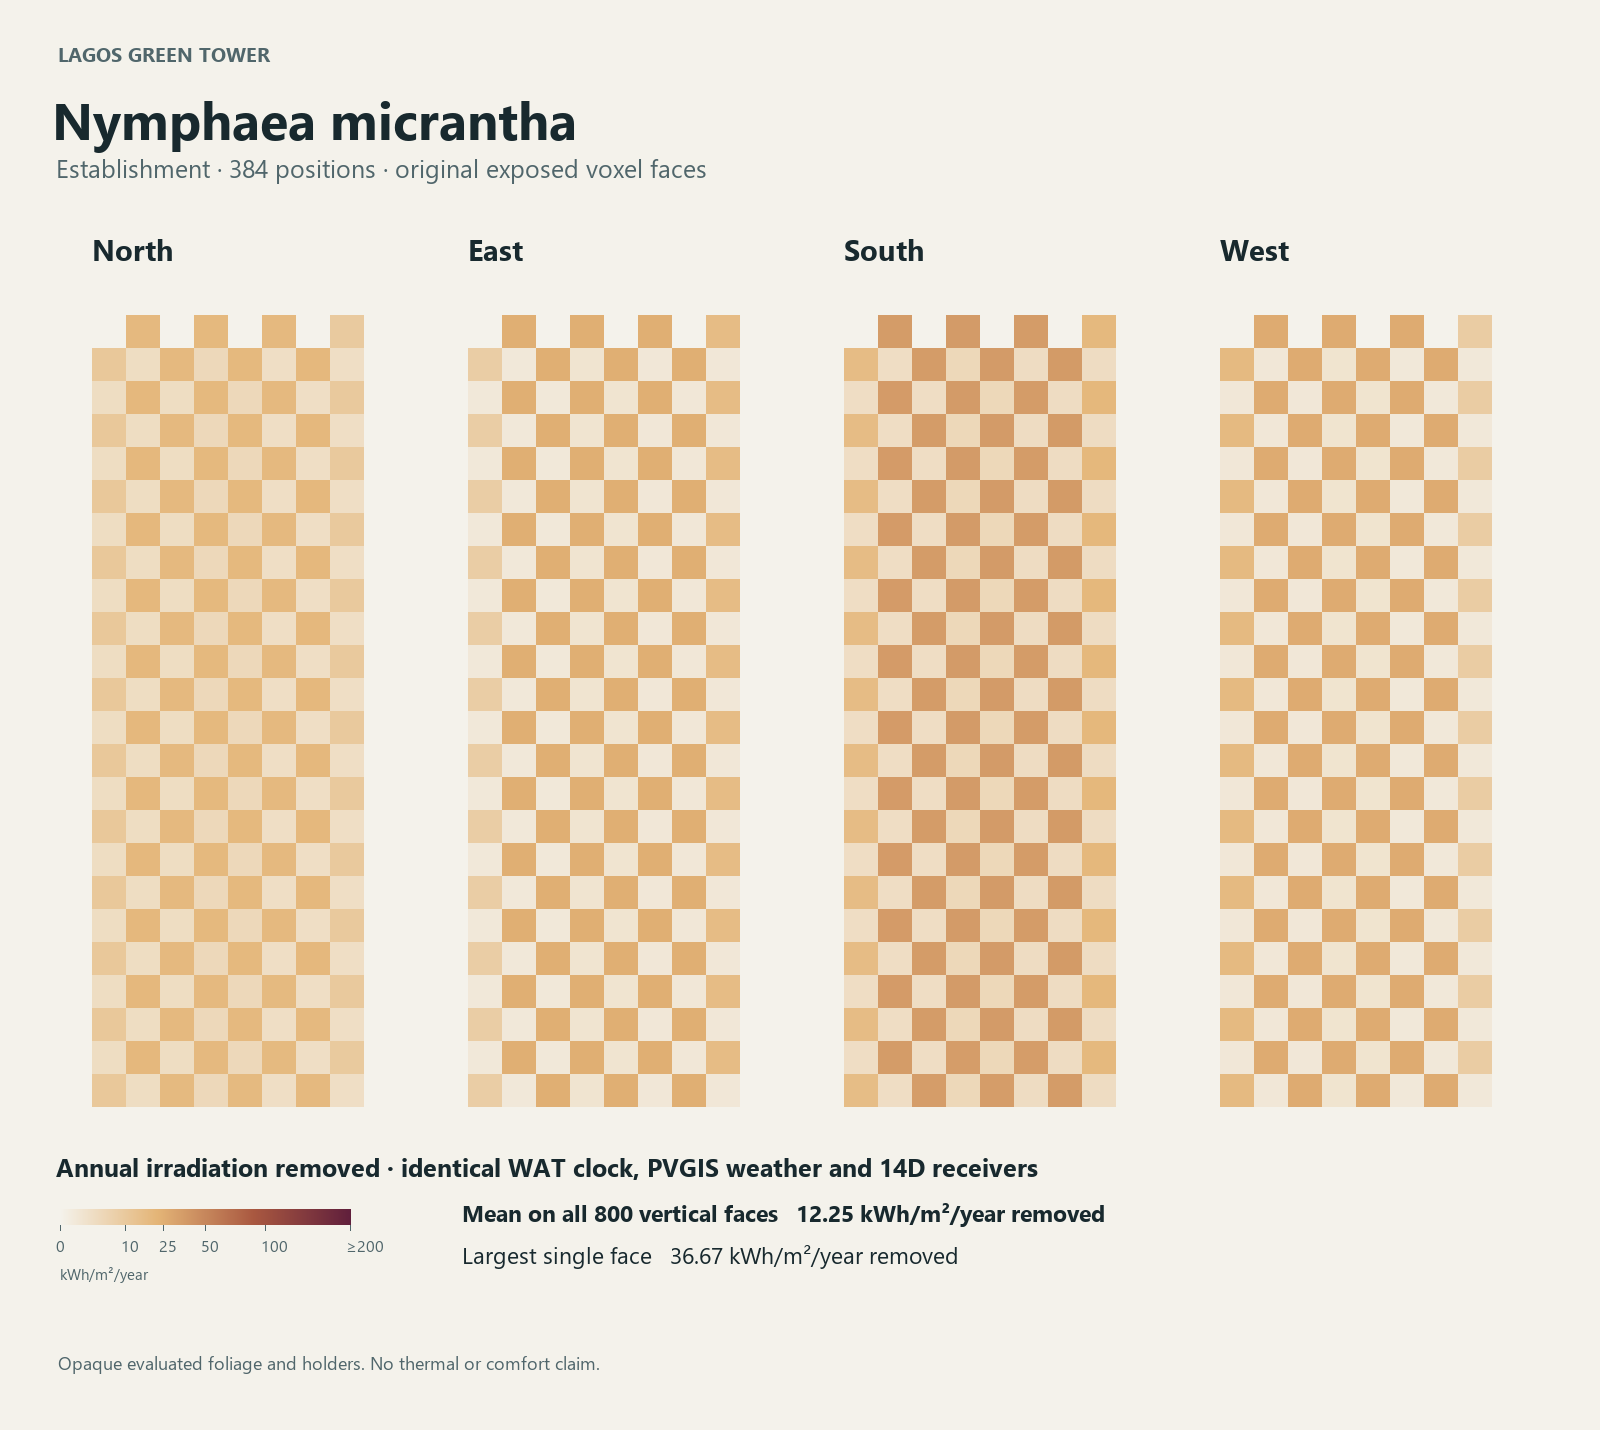 LAGOS GREEN TOWER
Nymphaea micrantha
Establishment · 384 positions · original exposed voxel faces
North East South West
Annual irradiation removed · identical WAT clock, PVGIS weather and 14D receivers
Mean on all 800 vertical faces 12.25 kWh/m²/year removed
0 10 25 50 100 ≥200
Largest single face 36.67 kWh/m²/year removed
kWh/m²/year
Opaque evaluated foliage and holders. No thermal or comfort claim.